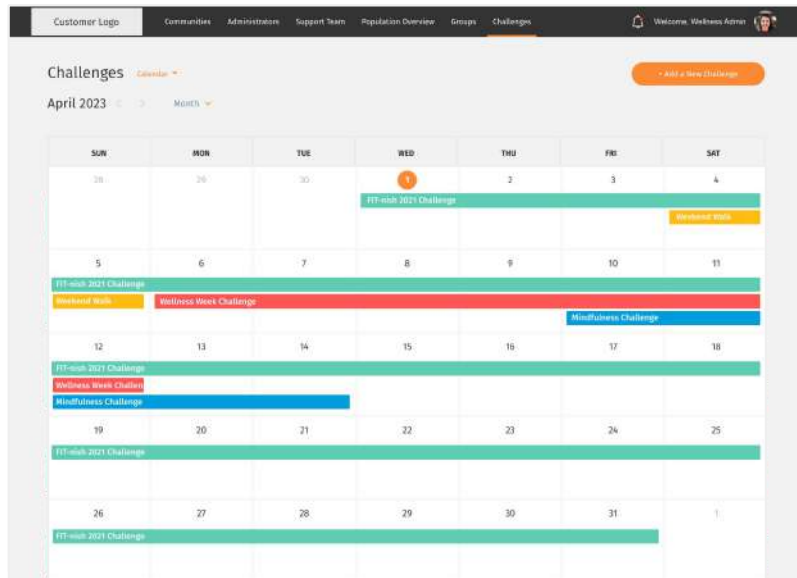 Customer Logo Communities Administrators Support Team Population Overview Groups Challenges Welcome, Wellness Admin
Challenges Calendar
+ Add a New Challenge
April 2023 Month
SUN MON TUE WED THU FRI SAT
28 29 30 1 2 3 4
FIT-nish 2021 Challenge
Weekend Walk
5 6 7 8 9 10 11
FIT-nish 2021 Challenge
Weekend Walk Wellness Week Challenge
Mindfulness Challenge
12 13 14 15 16 17 18
FIT-nish 2021 Challenge
Wellness Week Challen
Mindfulness Challenge
19 20 21 22 23 24 25
FIT-nish 2021 Challenge
26 27 28 29 30 31 1
FIT-nish 2021 Challenge